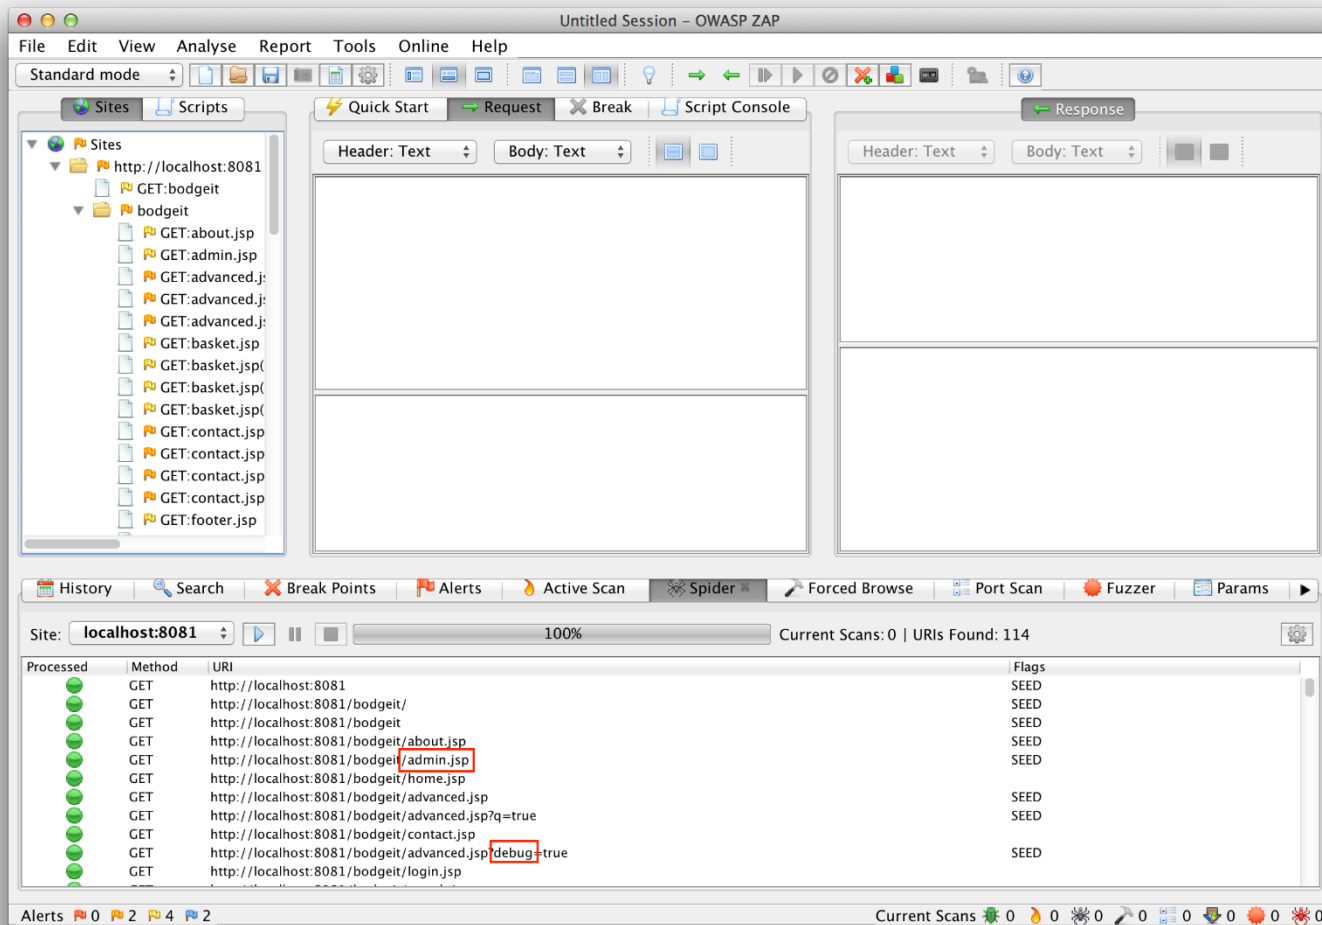 Untitled Session – OWASP ZAP
File Edit View Analyse Report Tools Online Help
Standard mode
Sites Scripts
Quick Start Request Break Script Console
Response
Header: Text Body: Text
Header: Text Body: Text
Sites
http://localhost:8081
GET:bodgeit
bodgeit
GET:about.jsp
GET:admin.jsp
GET:advanced.js
GET:advanced.js
GET:advanced.js
GET:basket.jsp
GET:basket.jsp(
GET:basket.jsp(
GET:basket.jsp(
GET:contact.jsp
GET:contact.jsp
GET:contact.jsp
GET:contact.jsp
GET:footer.jsp
History Search Break Points Alerts Active Scan Spider Forced Browse Port Scan Fuzzer Params
Site: localhost:8081 100% Current Scans: 0 | URIs Found: 114
Processed Method URI Flags
GET http://localhost:8081 SEED
GET http://localhost:8081/bodgeit/ SEED
GET http://localhost:8081/bodgeit SEED
GET http://localhost:8081/bodgeit/about.jsp SEED
GET http://localhost:8081/bodgeit/admin.jsp SEED
GET http://localhost:8081/bodgeit/home.jsp
GET http://localhost:8081/bodgeit/advanced.jsp SEED
GET http://localhost:8081/bodgeit/advanced.jsp?q=true SEED
GET http://localhost:8081/bodgeit/contact.jsp
GET http://localhost:8081/bodgeit/advanced.jsp?debug=true SEED
GET http://localhost:8081/bodgeit/login.jsp
Alerts 0 2 4 2 Current Scans 0 0 0 0 0 0 0 0